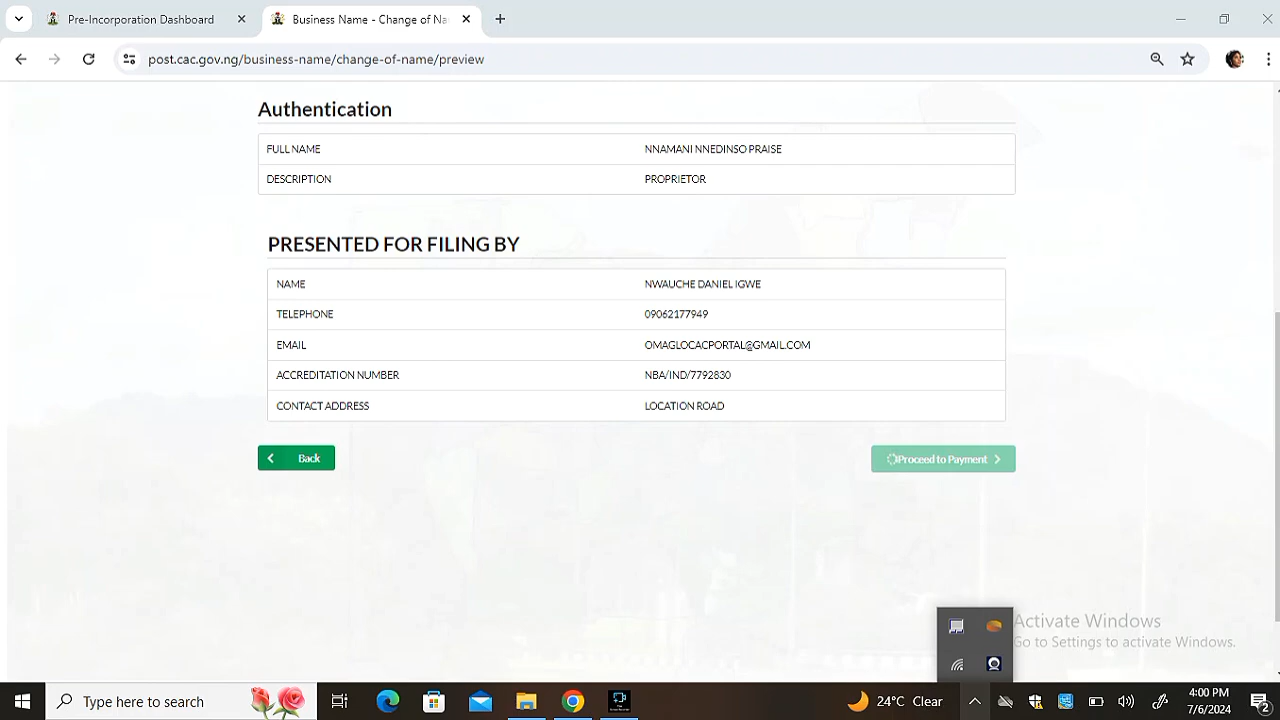 Pre-Incorporation Dashboard
Business Name - Change of Na
post.cac.gov.ng/business-name/change-of-name/preview
Authentication
FULL NAME NNAMANI NNEDINSO PRAISE
DESCRIPTION PROPRIETOR
PRESENTED FOR FILING BY
NAME NWAUCHE DANIEL IGWE
TELEPHONE 09062177949
EMAIL OMAGLOCACPORTAL@GMAIL.COM
ACCREDITATION NUMBER NBA/IND/7792830
CONTACT ADDRESS LOCATION ROAD
Back
Proceed to Payment
Activate Windows
Go to Settings to activate Windows.
Type here to search
24°C Clear
4:00 PM
7/6/2024
2